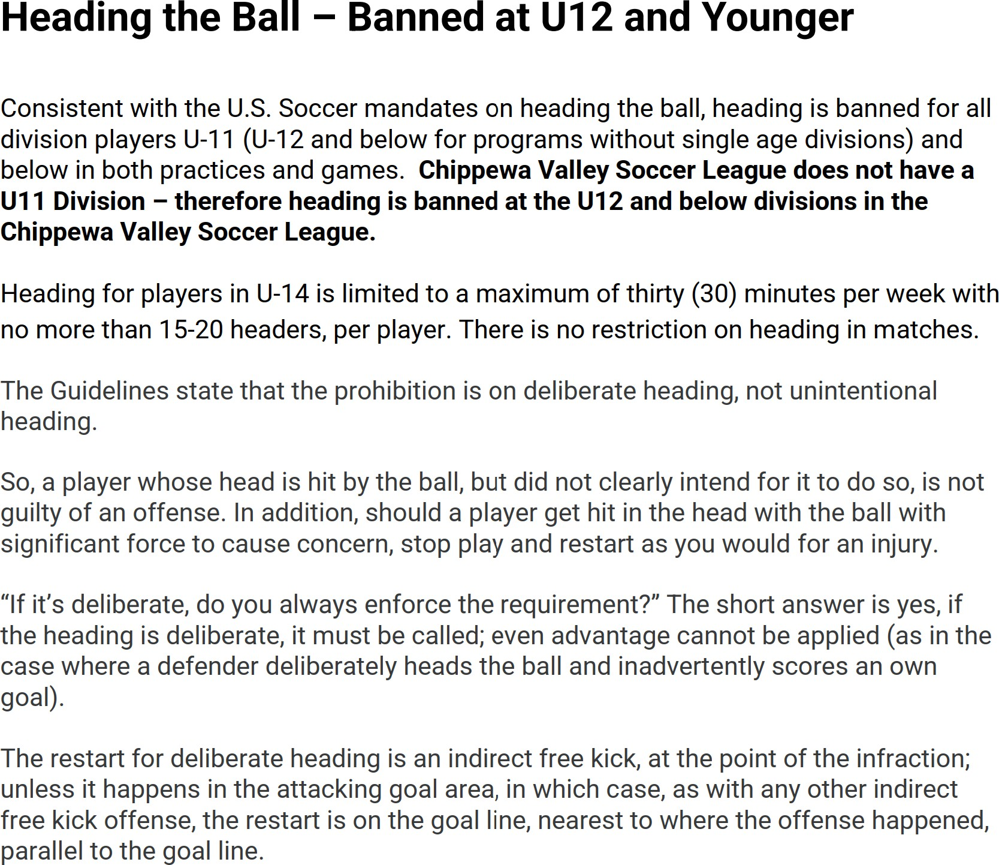 Heading the Ball – Banned at U12 and Younger
Consistent with the U.S. Soccer mandates on heading the ball, heading is banned for all
division players U-11 (U-12 and below for programs without single age divisions) and
below in both practices and games.  Chippewa Valley Soccer League does not have a
U11 Division – therefore heading is banned at the U12 and below divisions in the
Chippewa Valley Soccer League.
Heading for players in U-14 is limited to a maximum of thirty (30) minutes per week with
no more than 15-20 headers, per player. There is no restriction on heading in matches.
The Guidelines state that the prohibition is on deliberate heading, not unintentional
heading.
So, a player whose head is hit by the ball, but did not clearly intend for it to do so, is not
guilty of an offense. In addition, should a player get hit in the head with the ball with
significant force to cause concern, stop play and restart as you would for an injury.
“If it’s deliberate, do you always enforce the requirement?” The short answer is yes, if
the heading is deliberate, it must be called; even advantage cannot be applied (as in the
case where a defender deliberately heads the ball and inadvertently scores an own
goal).
The restart for deliberate heading is an indirect free kick, at the point of the infraction;
unless it happens in the attacking goal area, in which case, as with any other indirect
free kick offense, the restart is on the goal line, nearest to where the offense happened,
parallel to the goal line.